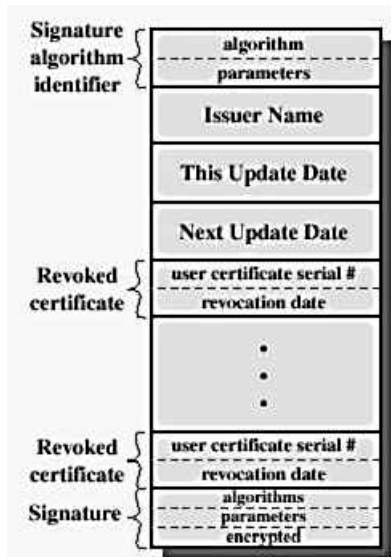 Signature
algorithm
identifier
algorithm
parameters
Issuer Name
This Update Date
Next Update Date
Revoked
certificate
user certificate serial #
revocation date
Revoked
certificate
user certificate serial #
revocation date
Signature
algorithms
parameters
encrypted